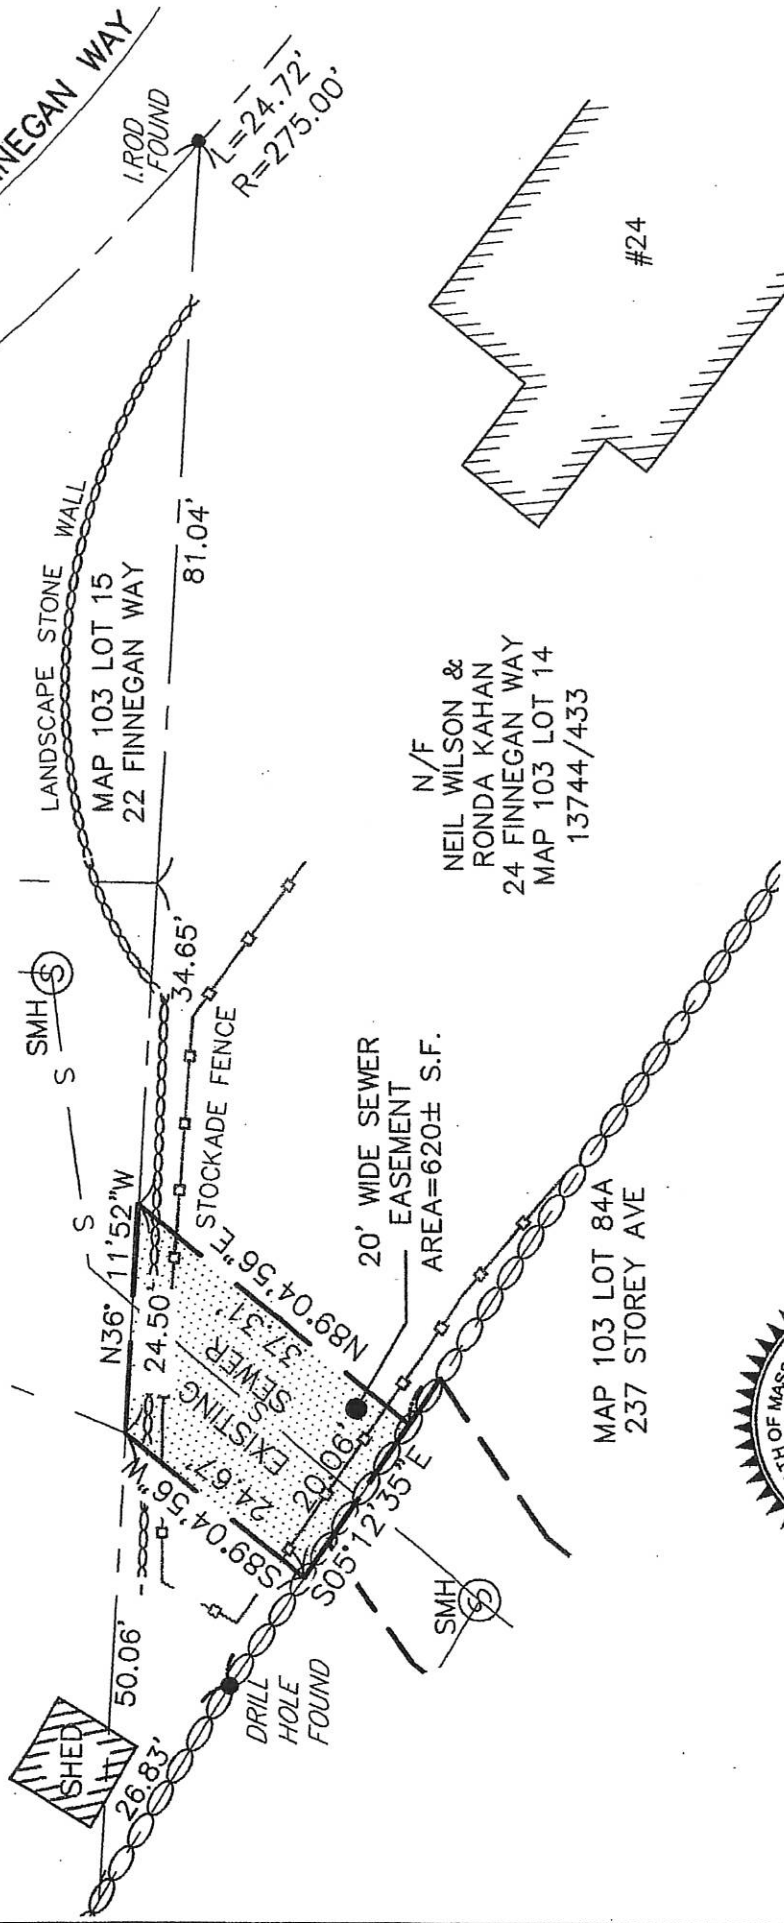 NEGAN WAY
I.ROD
FOUND
L=24.72'
R=275.00'
LANDSCAPE STONE WALL
MAP 103 LOT 15
22 FINNEGAN WAY
81.04'
#24
N/F
NEIL WILSON &
RONDA KAHAN
24 FINNEGAN WAY
MAP 103 LOT 14
13744/433
SMH
S
S
S
34.65'
STOCKADE FENCE
N36°11'52"W
24.50'
N89°04'56"E
37.31'
EXISTING
SEWER
S
24.67'
S89°04'56"W
20.06'
S05°12'35"E
20' WIDE SEWER
EASEMENT
AREA=620± S.F.
50.06'
SHED
26.83'
DRILL
HOLE
FOUND
SMH
S
MAP 103 LOT 84A
237 STOREY AVE
TH OF MASS